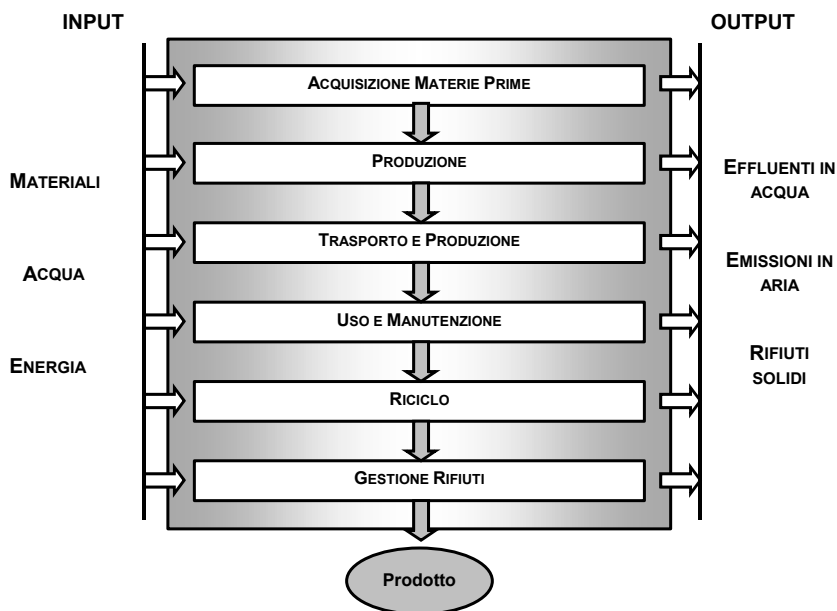 INPUT
OUTPUT
ACQUISIZIONE MATERIE PRIME
PRODUZIONE
MATERIALI
EFFLUENTI IN
ACQUA
TRASPORTO E PRODUZIONE
ACQUA
EMISSIONI IN
ARIA
USO E MANUTENZIONE
ENERGIA
RIFIUTI
SOLIDI
RICICLO
GESTIONE RIFIUTI
Prodotto